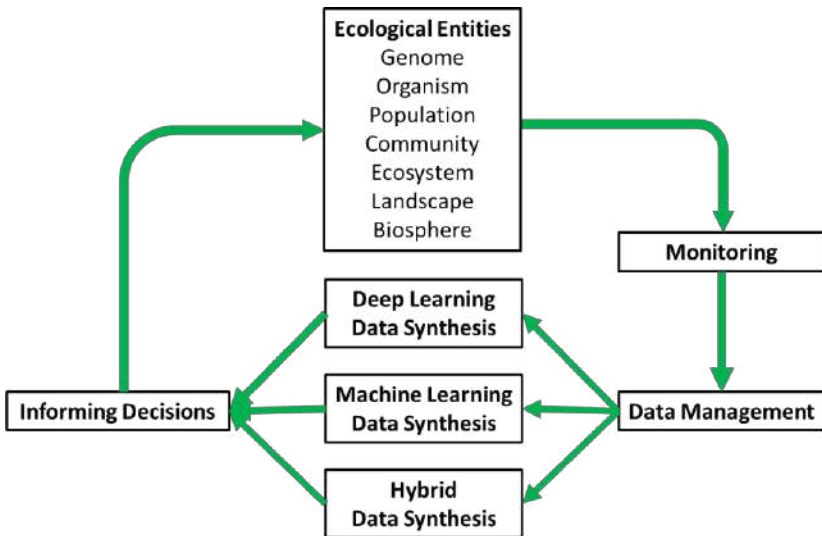 Ecological Entities
Genome
Organism
Population
Community
Ecosystem
Landscape
Biosphere
Monitoring
Deep Learning
Data Synthesis
Informing Decisions
Machine Learning
Data Synthesis
Data Management
Hybrid
Data Synthesis